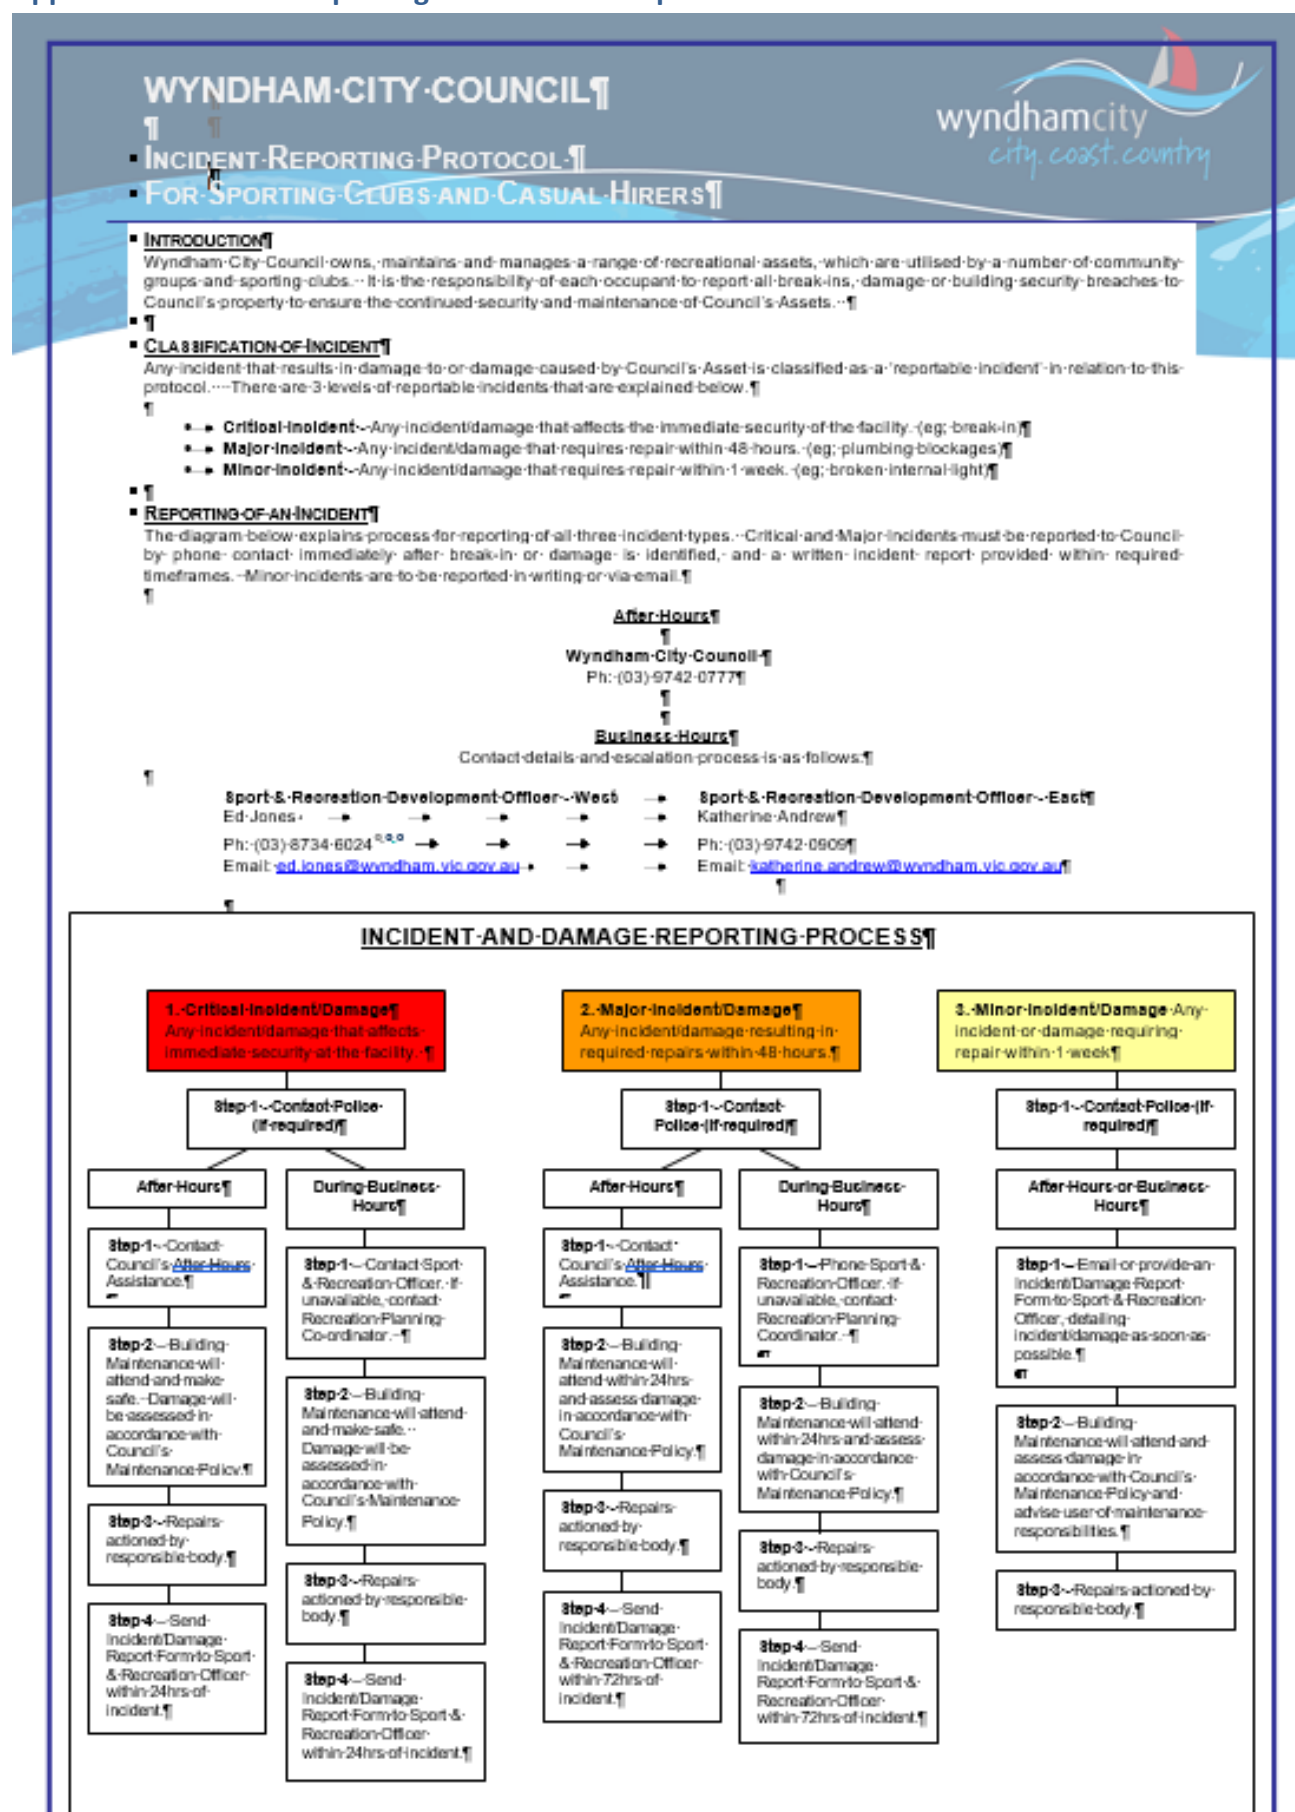 WYNDHAM CITY COUNCIL¶
¶ ¶
INCIDENT REPORTING PROTOCOL ¶
FOR SPORTING CLUBS AND CASUAL HIRERS¶
wyndhamcity
city. coast. country
INTRODUCTION¶
Wyndham City Council owns, maintains and manages a range of recreational assets, which are utilised by a number of community
groups and sporting clubs. It is the responsibility of each occupant to report all break-ins, damage or building security breaches to
Council's property to ensure the continued security and maintenance of Council's Assets. ¶
¶
CLASSIFICATION OF INCIDENT¶
Any incident that results in damage to or damage caused by Council's Asset is classified as a 'reportable incident' in relation to this
protocol. There are 3 levels of reportable incidents that are explained below.¶
¶
• Critical Incident - Any incident/damage that affects the immediate security of the facility. (eg; break-in)¶
• Major Incident - Any incident/damage that requires repair within 48 hours. (eg; plumbing blockages)¶
• Minor Incident - Any incident/damage that requires repair within 1 week. (eg; broken internal light)¶
¶
REPORTING OF AN INCIDENT¶
The diagram below explains process for reporting of all three incident types. Critical and Major Incidents must be reported to Council
by phone contact immediately after break-in or damage is identified, and a written incident report provided within required
timeframes. Minor incidents are to be reported in writing or via email.¶
¶
After Hours¶
¶
Wyndham City Council ¶
Ph: (03) 9742 0777¶
¶
¶
Business Hours¶
Contact details and escalation process is as follows:¶
¶
Sport & Recreation Development Officer - West → Sport & Recreation Development Officer - East¶
Ed Jones → → → → → Katherine Andrew¶
Ph: (03) 8734 6024 → → → → Ph: (03) 9742 0909¶
Email: ed.jones@wyndham.vic.gov.au → → → Email: katherine.andrew@wyndham.vic.gov.au¶
¶
¶
INCIDENT AND DAMAGE REPORTING PROCESS¶
1. Critical Incident/Damage¶
Any incident/damage that affects
immediate security at the facility. ¶
Step 1 - Contact Police
(if required)¶
After Hours¶
Step 1 - Contact
Council's After Hours
Assistance.¶
Step 2 - Building
Maintenance will
attend and make
safe. Damage will
be assessed in
accordance with
Council's
Maintenance Policy.¶
Step 3 - Repairs
actioned by
responsible body.¶
Step 4 - Send
Incident/Damage
Report Form to Sport
& Recreation Officer
within 24hrs of
incident.¶
During Business
Hours¶
Step 1 - Contact Sport
& Recreation Officer. If
unavailable, contact
Recreation Planning
Co-ordinator. ¶
Step 2 - Building
Maintenance will attend
and make safe.
Damage will be
assessed in
accordance with
Council's Maintenance
Policy.¶
Step 3 - Repairs
actioned by responsible
body.¶
Step 4 - Send
Incident/Damage
Report Form to Sport &
Recreation Officer
within 24hrs of incident.¶
2. Major Incident/Damage¶
Any incident/damage resulting in
required repairs within 48 hours.¶
Step 1 - Contact
Police (if required)¶
After Hours¶
Step 1 - Contact
Council's After Hours
Assistance.¶
Step 2 - Building
Maintenance will
attend within 24hrs
and assess damage
in accordance with
Council's
Maintenance Policy.¶
Step 3 - Repairs
actioned by
responsible body.¶
Step 4 - Send
Incident/Damage
Report Form to Sport
& Recreation Officer
within 72hrs of
incident.¶
During Business
Hours¶
Step 1 - Phone Sport &
Recreation Officer. If
unavailable, contact
Recreation Planning
Coordinator. ¶
¶
Step 2 - Building
Maintenance will attend
within 24hrs and assess
damage in accordance
with Council's
Maintenance Policy.¶
Step 3 - Repairs
actioned by responsible
body.¶
Step 4 - Send
Incident/Damage
Report Form to Sport &
Recreation Officer
within 72hrs of incident.¶
3. Minor Incident/Damage Any
incident or damage requiring
repair within 1 week¶
Step 1 - Contact Police (if
required)¶
After Hours or Business
Hours¶
Step 1 - Email or provide an
Incident/Damage Report
Form to Sport & Recreation
Officer, detailing
incident/damage as soon as
possible.¶
¶
Step 2 - Building
Maintenance will attend and
assess damage in
accordance with Council's
Maintenance Policy and
advise user of maintenance
responsibilities. ¶
Step 3 - Repairs actioned by
responsible body.¶